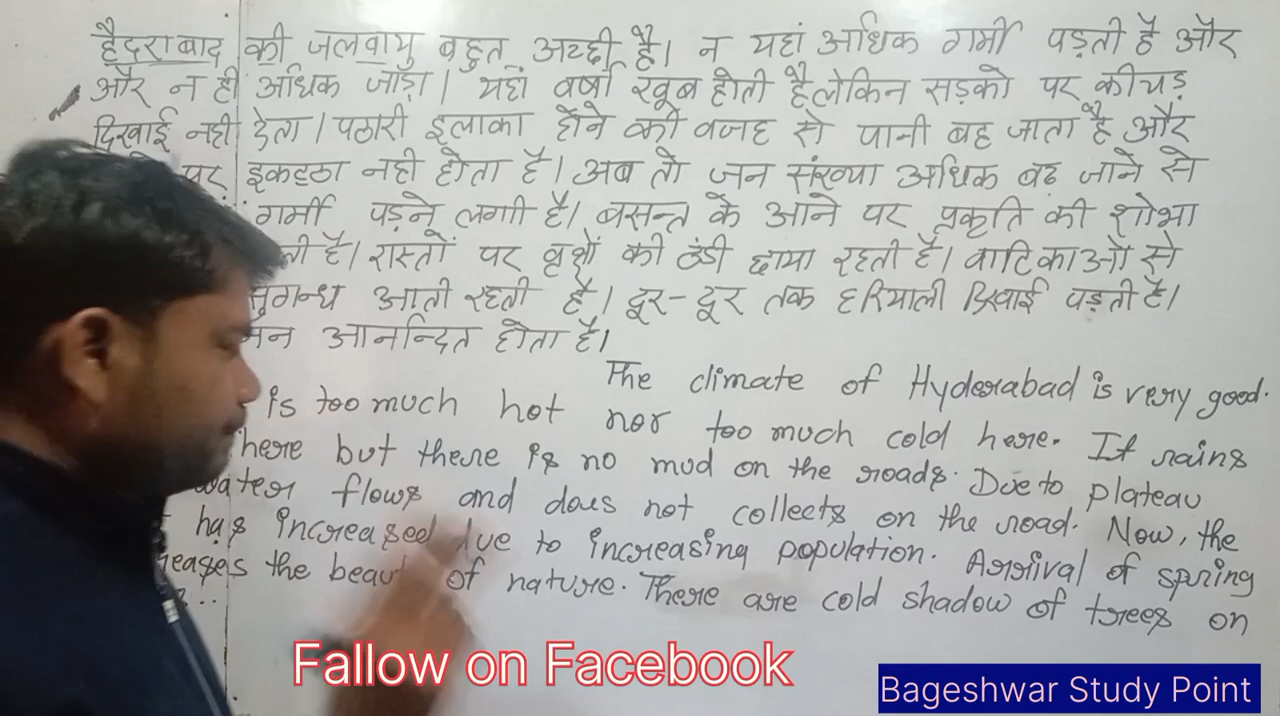 हैदराबाद की जलवायु बहुत अच्छी है। न यहां अधिक गर्मी पड़ती है और
और न ही अधिक जाड़ा। यहां वर्षा खूब होती है लेकिन सड़को पर कीचड़
दिखाई नही देता। पठारी इलाका होने की वजह से पानी बह जाता है और
पर इकट्ठा नही होता है। अब तो जन संख्या अधिक बढ़ जाने से
गर्मी पड़ने लगी है। बसन्त के आने पर प्रकृति की शोभा
है। रास्तों पर वृक्षों की ठंडी छाया रहती है। वाटिकाओं से
सुगन्ध आती रहती है। दूर-दूर तक हरियाली दिखाई पड़ती है।
मन आनन्दित होता है।
The climate of Hyderabad is very good.
is too much hot nor too much cold here. It rains
here but there is no mud on the roads. Due to plateau
water flows and does not collects on the road. Now, the
has increased due to increasing population. Arrival of spring
the beaut of nature. There are cold shadow of trees on
Fallow on Facebook
Bageshwar Study Point